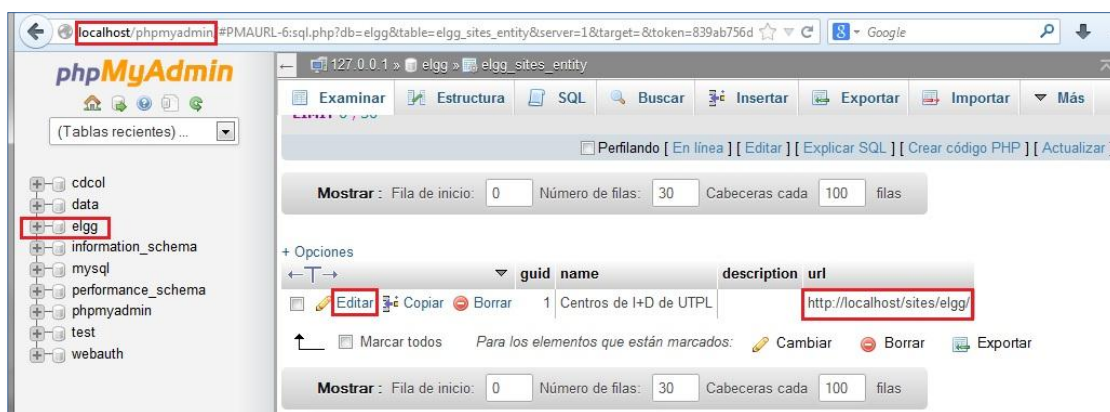 localhost/phpmyadmin/#PMAURL-6:sql.php?db=elgg&table=elgg_sites_entity&server=1&target=&token=839ab756d
Google
phpMyAdmin
(Tablas recientes) ...
cdcol
data
elgg
information_schema
mysql
performance_schema
phpmyadmin
test
webauth
127.0.0.1 » elgg » elgg_sites_entity
Examinar Estructura SQL Buscar Insertar Exportar Importar Más
LIMIT 0 , 30
Perfilando [ En línea ] [ Editar ] [ Explicar SQL ] [ Crear código PHP ] [ Actualizar ]
Mostrar : Fila de inicio: 0 Número de filas: 30 Cabeceras cada 100 filas
+ Opciones
←T→ guid name description url
Editar Copiar Borrar 1 Centros de I+D de UTPL http://localhost/sites/elgg/
Marcar todos Para los elementos que están marcados: Cambiar Borrar Exportar
Mostrar : Fila de inicio: 0 Número de filas: 30 Cabeceras cada 100 filas